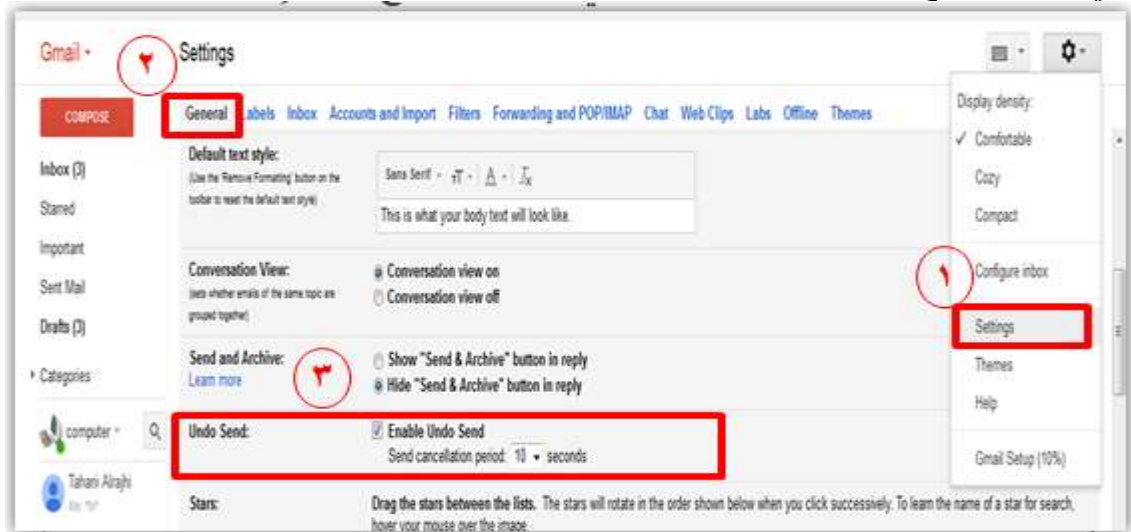 Gmail
٢
Settings
COMPOSE
General Labels Inbox Accounts and Import Filters Forwarding and POP/IMAP Chat Web Clips Labs Offline Themes
Inbox (3)
Starred
Important
Sent Mail
Drafts (3)
Categories
computer
Tahani Alrajhi
Default text style:
(Use the 'Remove Formatting' button on the
toolbar to reset the default text style)
Sans Serif
This is what your body text will look like.
Conversation View:
(sets whether emails of the same topic are
grouped together)
Conversation view on
Conversation view off
Send and Archive:
Learn more
٣
Show "Send & Archive" button in reply
Hide "Send & Archive" button in reply
Undo Send:
Enable Undo Send
Send cancellation period: 10 seconds
Stars:
Drag the stars between the lists. The stars will rotate in the order shown below when you click successively. To learn the name of a star for search,
hover your mouse over the image.
Display density:
✓ Comfortable
Cozy
Compact
١
Configure inbox
Settings
Themes
Help
Gmail Setup (10%)